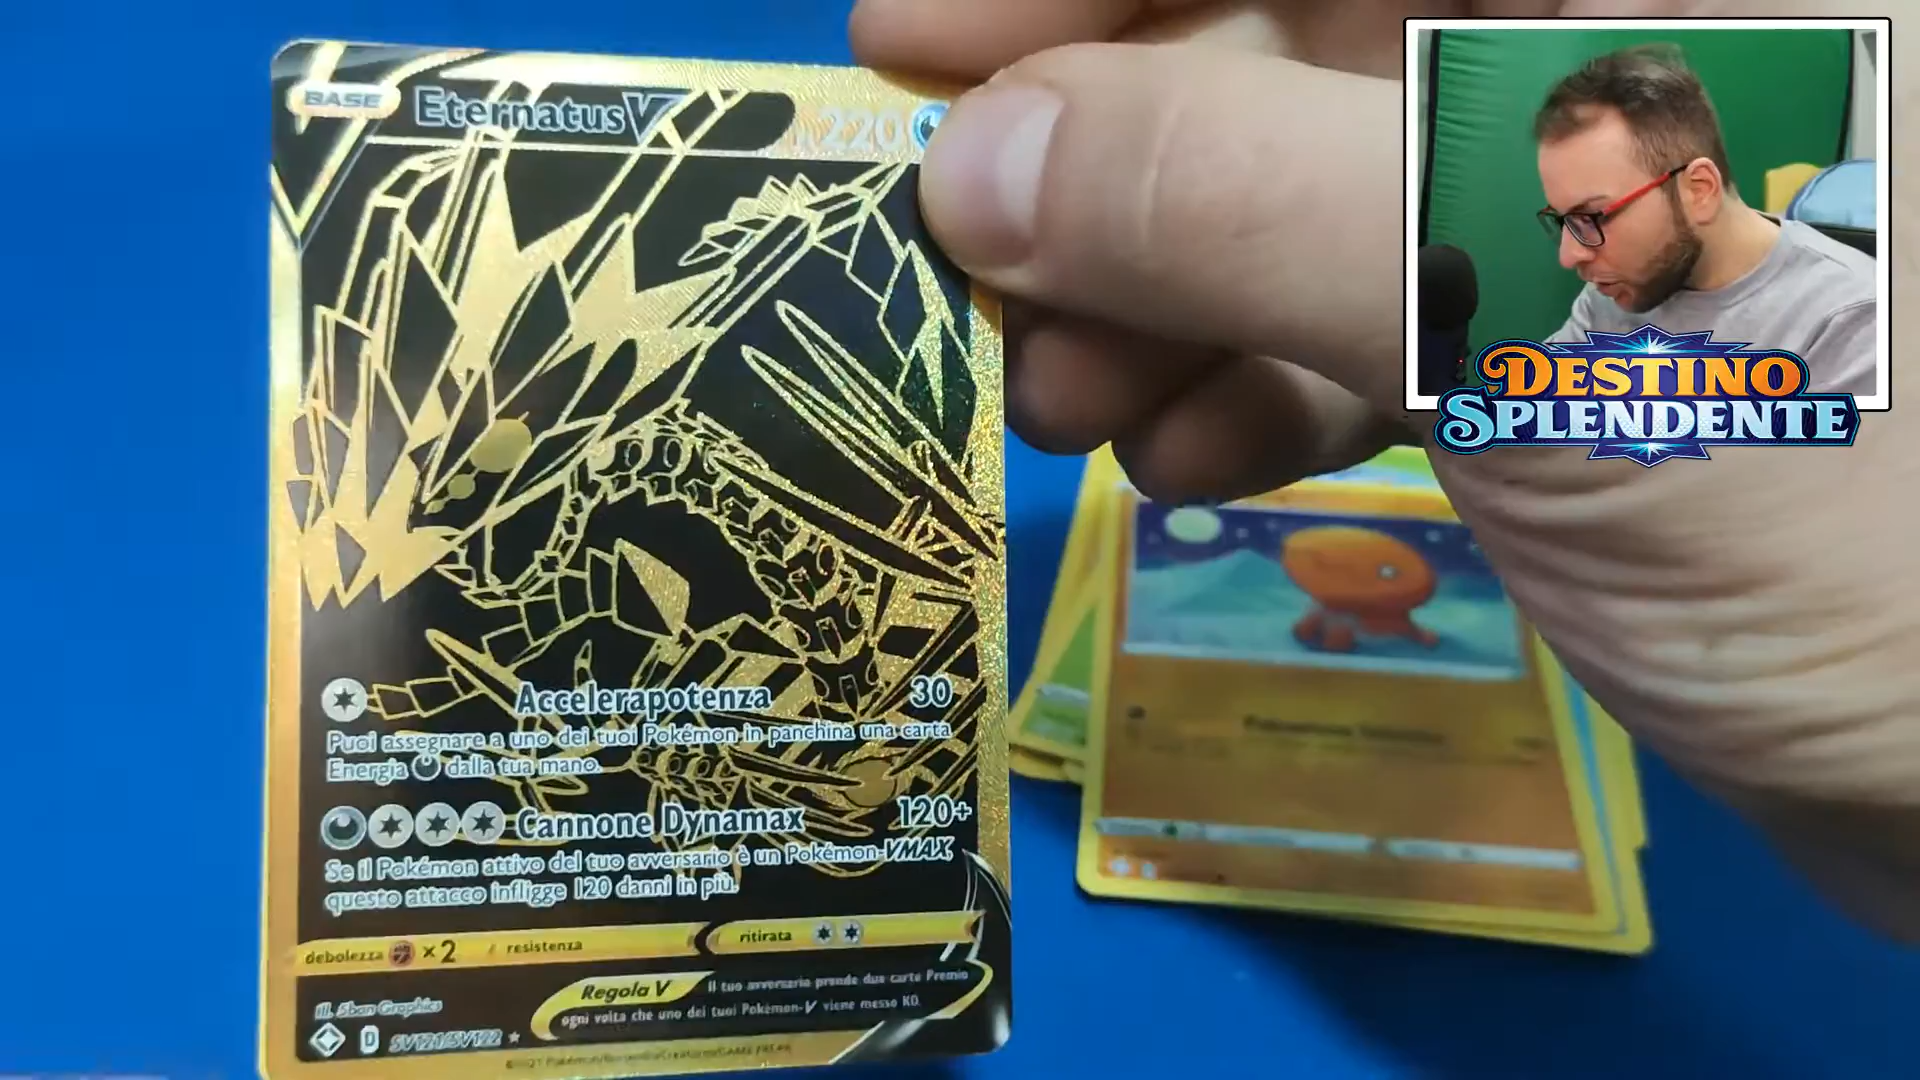 BASE EternatusV 220
Accelerapotenza 30
Puoi assegnare a uno dei tuoi Pokémon in panchina una carta
Energia dalla tua mano.
Cannone Dynamax 120+
Se il Pokémon attivo del tuo avversario è un Pokémon-VMAX,
questo attacco infligge 120 danni in più.
debolezza ×2 resistenza ritirata
Regola V Il tuo avversario prende due carte Premio
ogni volta che uno dei tuoi Pokémon-V viene messo KO.
Ill. 5ban Graphics
D SV121/SV122
DESTINO
SPLENDENTE